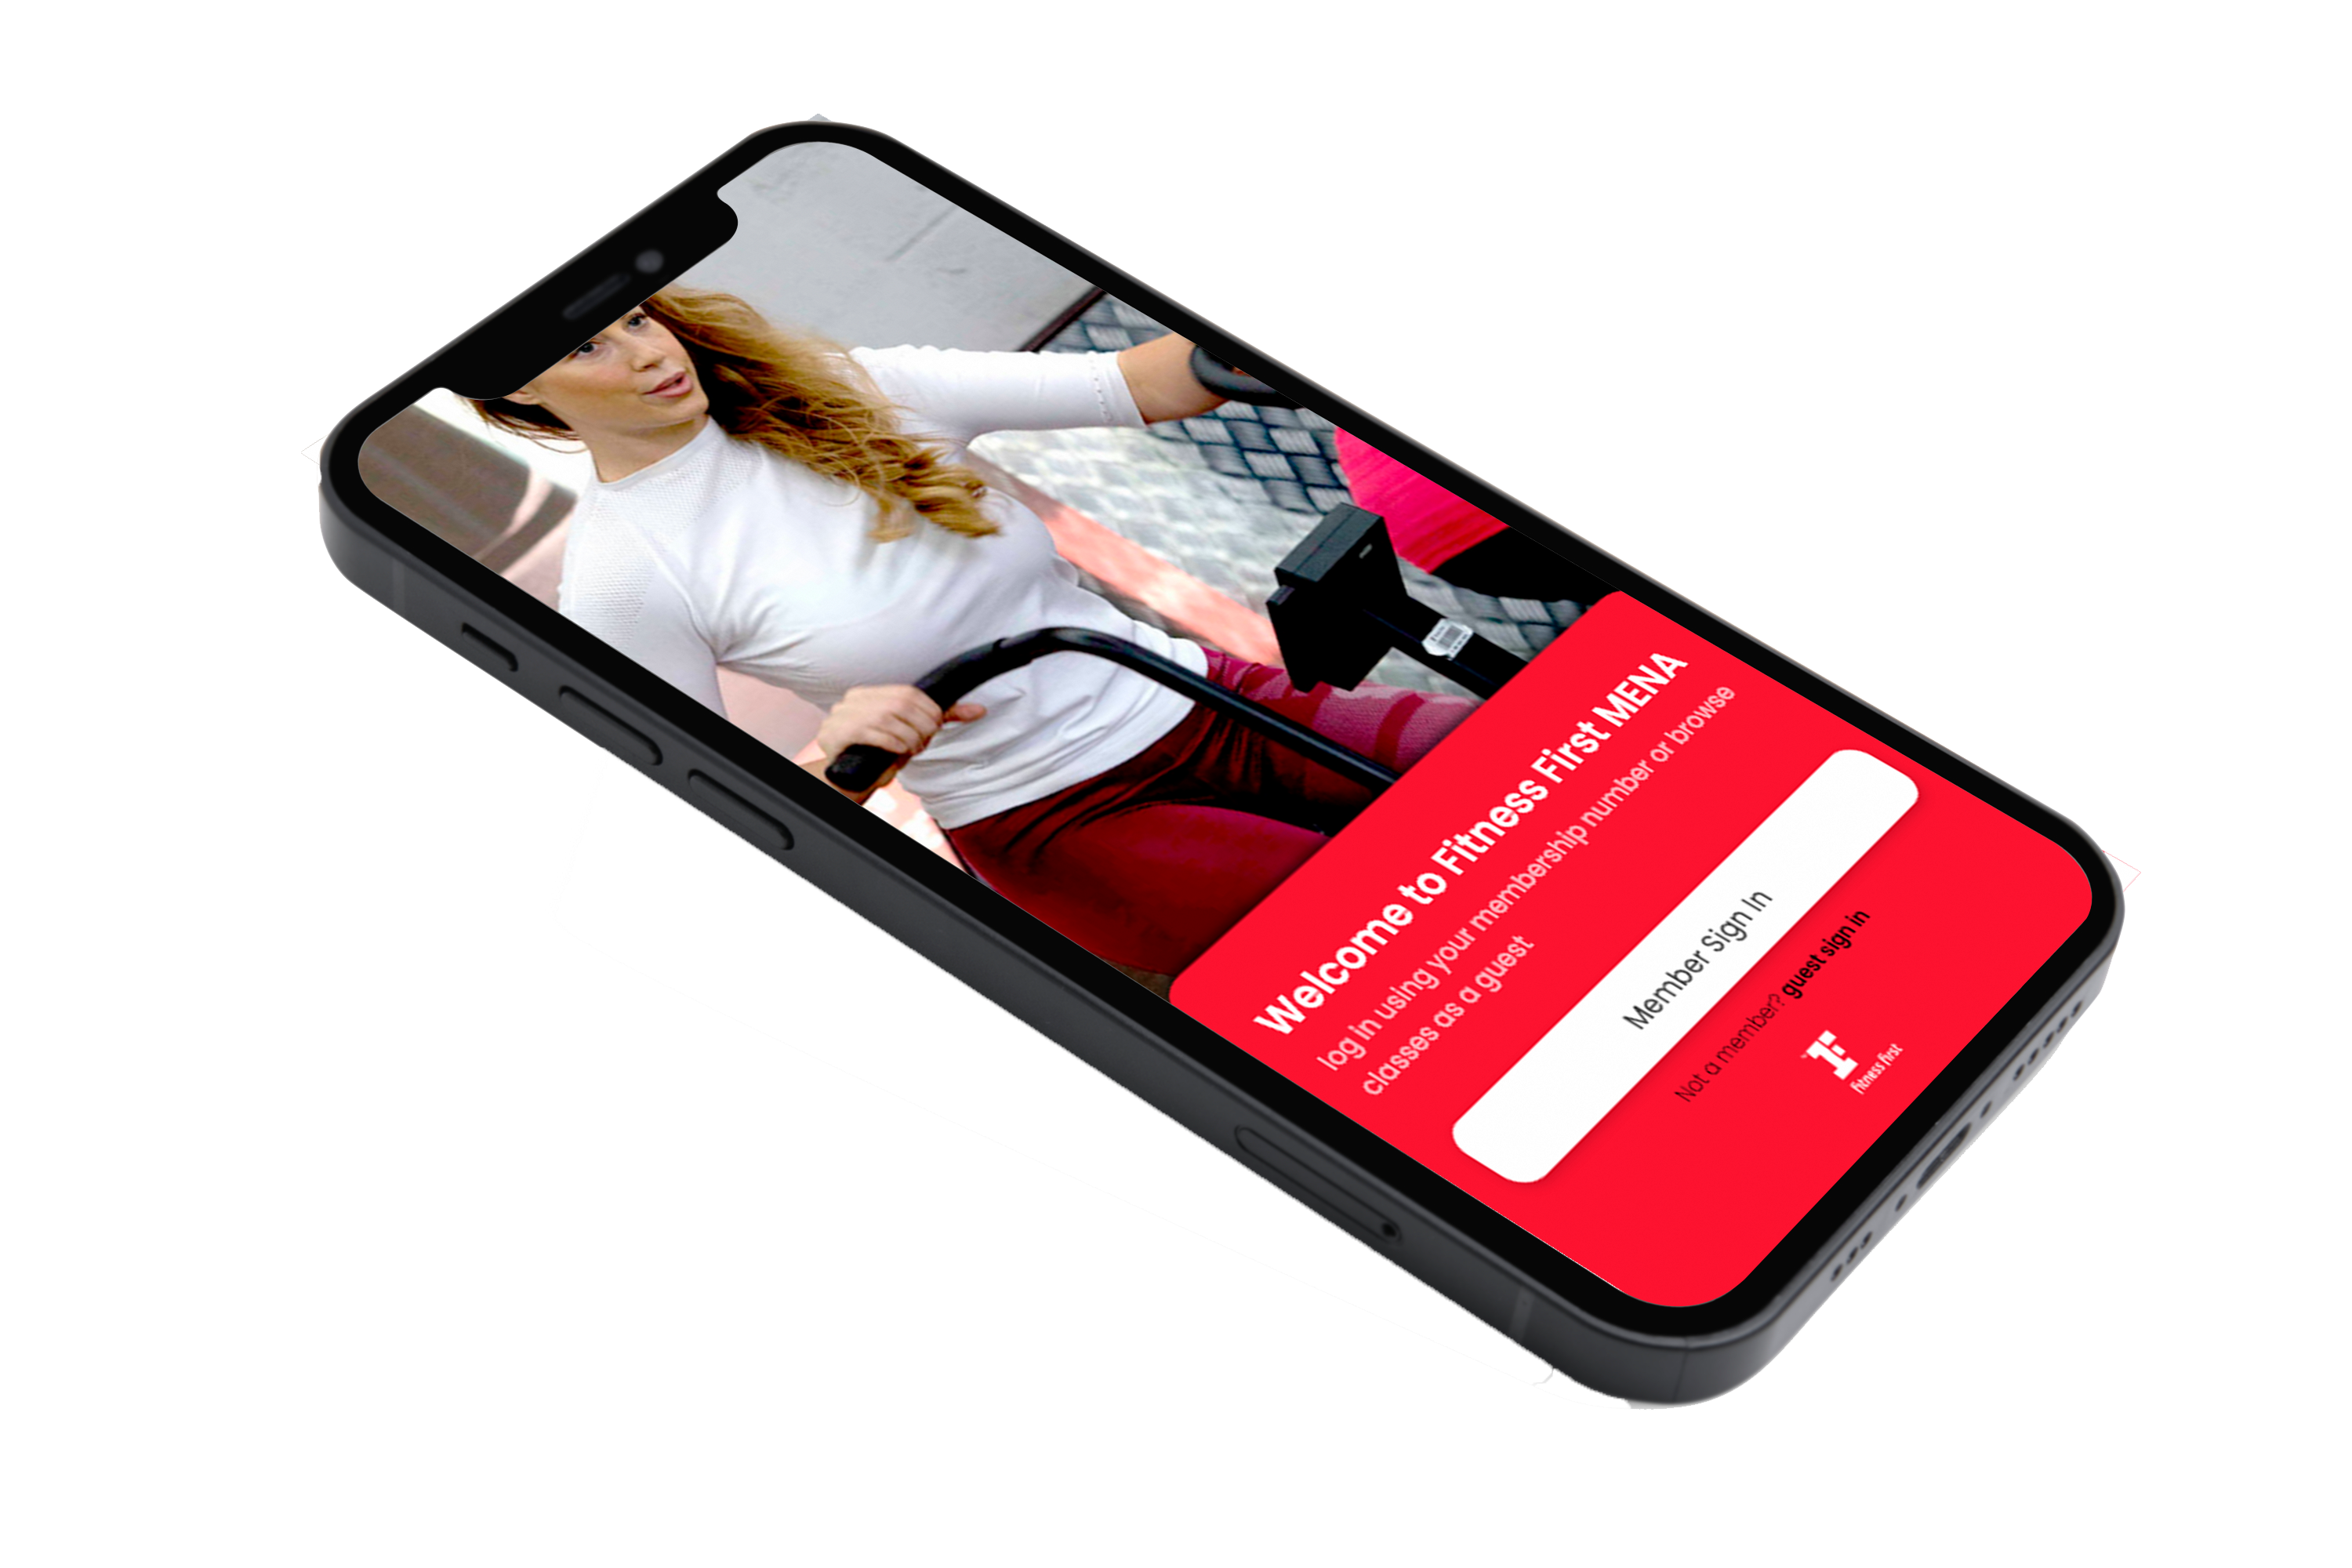 Welcome to Fitness First MENA
log in using your membership number or browse
classes as a guest
Member Sign In
Not a member? guest sign in
fitness first